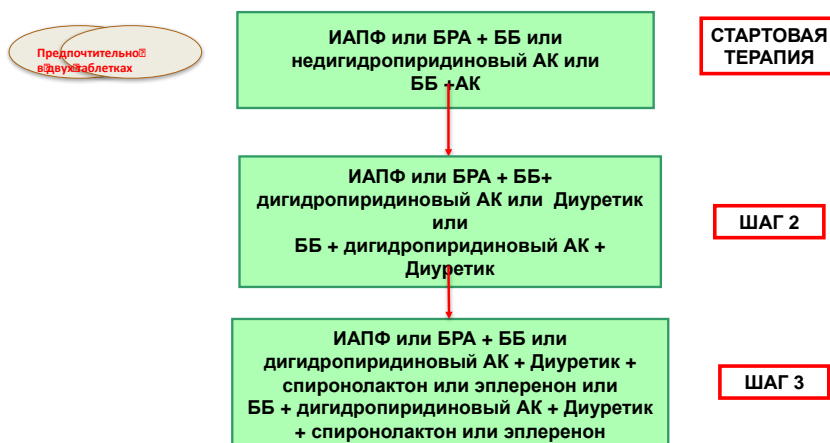 Предпочтительно
в двух таблетках
ИАПФ или БРА + ББ или
недигидропиридиновый АК или
ББ +АК
СТАРТОВАЯ
ТЕРАПИЯ
ИАПФ или БРА + ББ+
дигидропиридиновый АК или Диуретик
или
ББ + дигидропиридиновый АК +
Диуретик
ШАГ 2
ИАПФ или БРА + ББ или
дигидропиридиновый АК + Диуретик +
спиронолактон или эплеренон или
ББ + дигидропиридиновый АК + Диуретик
+ спиронолактон или эплеренон
ШАГ 3